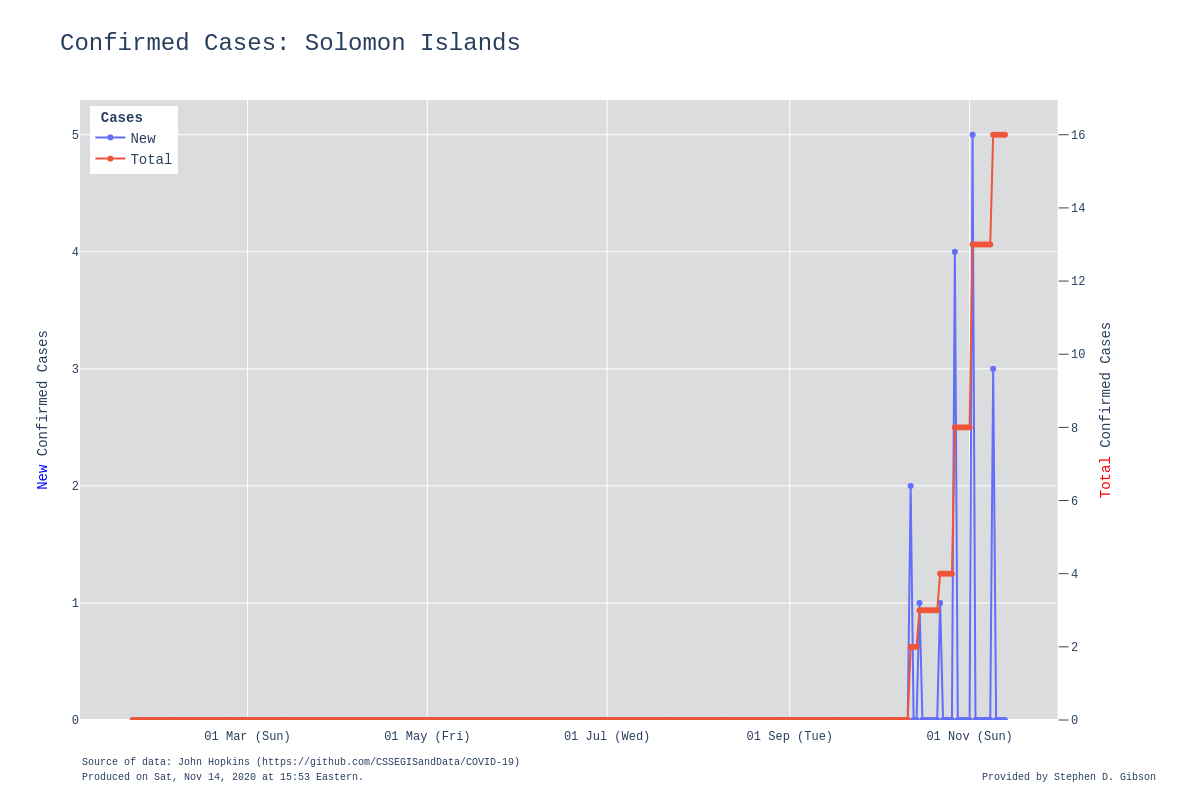 Confirmed Cases: Solomon Islands
Cases
New
Total
5
4
3
2
1
0
New Confirmed Cases
16
14
12
10
8
6
4
2
0
Total Confirmed Cases
01 Mar (Sun)
01 May (Fri)
01 Jul (Wed)
01 Sep (Tue)
01 Nov (Sun)
Source of data: John Hopkins (https://github.com/CSSEGISandData/COVID-19)
Produced on Sat, Nov 14, 2020 at 15:53 Eastern.
Provided by Stephen D. Gibson